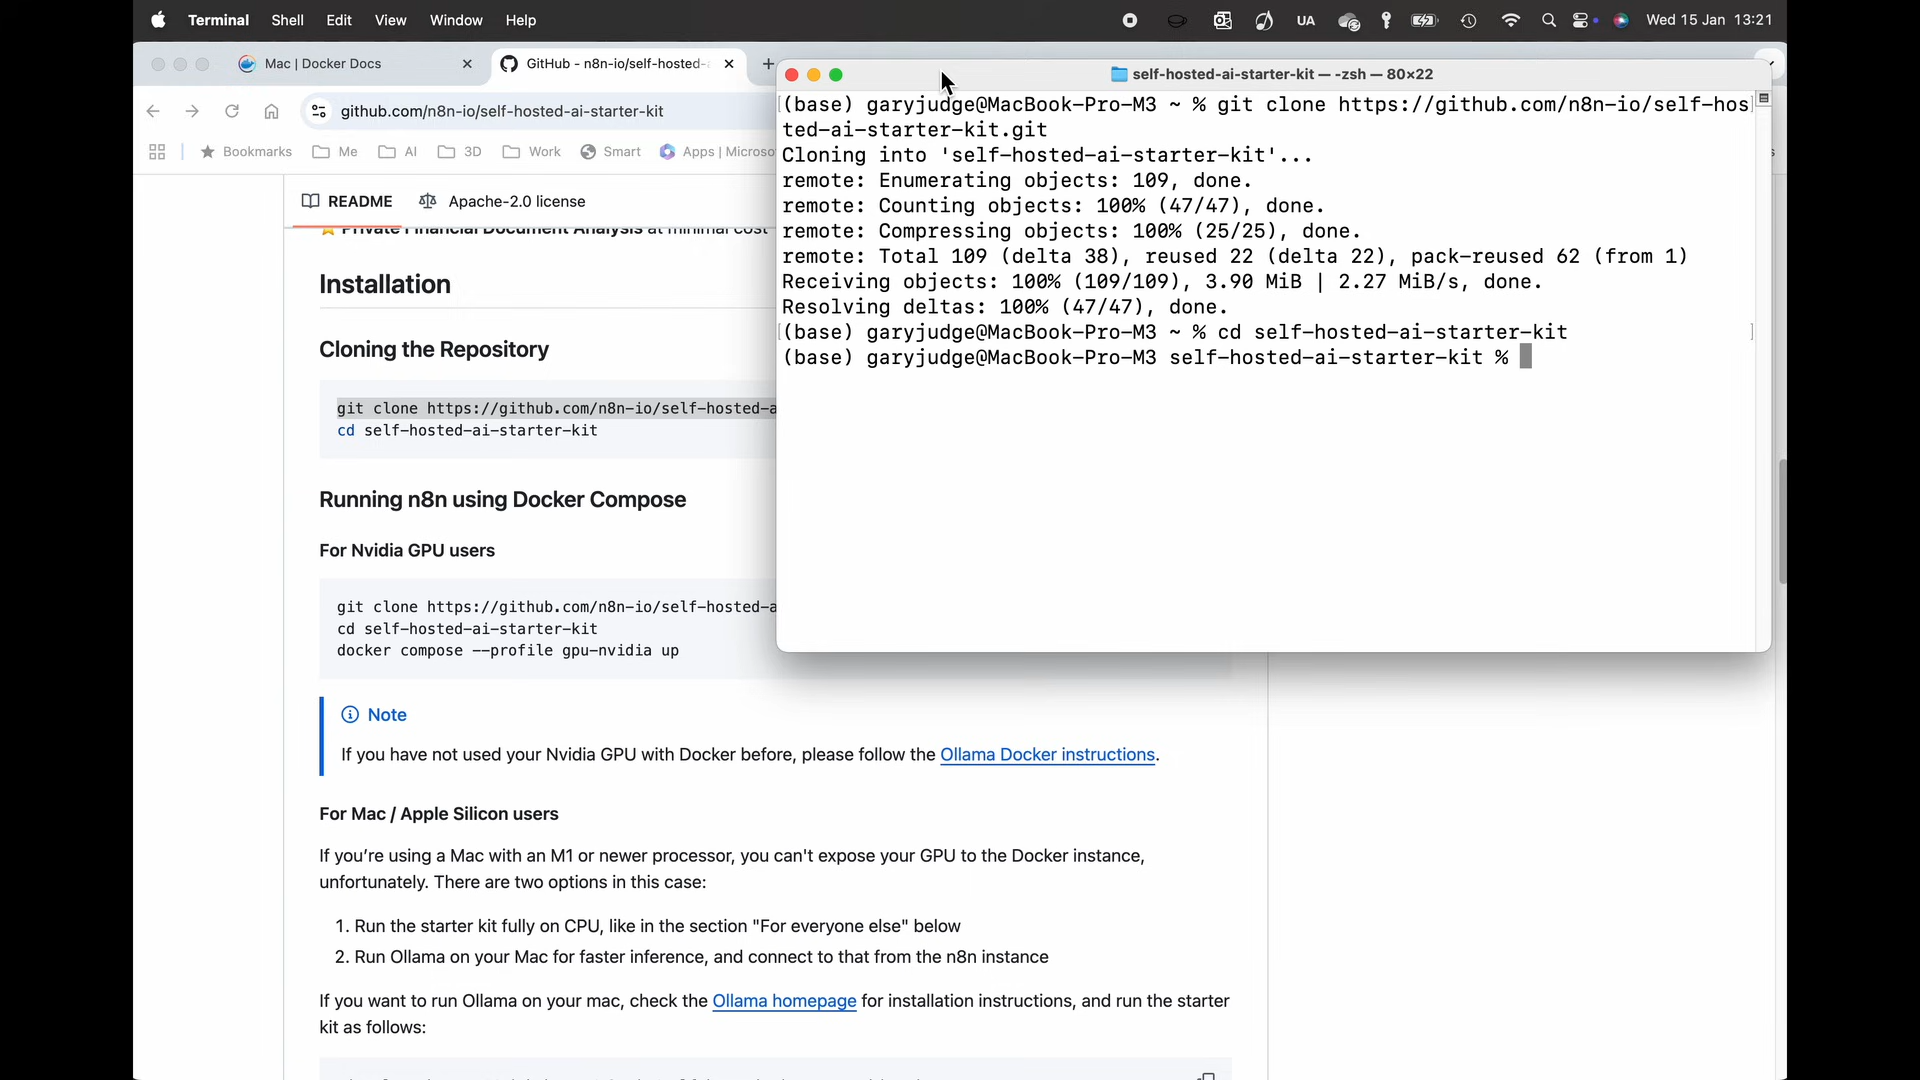 Terminal Shell Edit View Window Help UA Wed 15 Jan 13:21
Mac | Docker Docs
GitHub - n8n-io/self-hosted-
github.com/n8n-io/self-hosted-ai-starter-kit
Bookmarks Me AI 3D Work Smart Apps | Microso
README Apache-2.0 license
Private Financial Document Analysis at minimal cost
Installation
Cloning the Repository
git clone https://github.com/n8n-io/self-hosted-a
cd self-hosted-ai-starter-kit
Running n8n using Docker Compose
For Nvidia GPU users
git clone https://github.com/n8n-io/self-hosted-a
cd self-hosted-ai-starter-kit
docker compose --profile gpu-nvidia up
Note
If you have not used your Nvidia GPU with Docker before, please follow the Ollama Docker instructions.
For Mac / Apple Silicon users
If you're using a Mac with an M1 or newer processor, you can't expose your GPU to the Docker instance,
unfortunately. There are two options in this case:
1. Run the starter kit fully on CPU, like in the section "For everyone else" below
2. Run Ollama on your Mac for faster inference, and connect to that from the n8n instance
If you want to run Ollama on your mac, check the Ollama homepage for installation instructions, and run the starter
kit as follows:
self-hosted-ai-starter-kit — -zsh — 80×22
(base) garyjudge@MacBook-Pro-M3 ~ % git clone https://github.com/n8n-io/self-hos
ted-ai-starter-kit.git
Cloning into 'self-hosted-ai-starter-kit'...
remote: Enumerating objects: 109, done.
remote: Counting objects: 100% (47/47), done.
remote: Compressing objects: 100% (25/25), done.
remote: Total 109 (delta 38), reused 22 (delta 22), pack-reused 62 (from 1)
Receiving objects: 100% (109/109), 3.90 MiB | 2.27 MiB/s, done.
Resolving deltas: 100% (47/47), done.
(base) garyjudge@MacBook-Pro-M3 ~ % cd self-hosted-ai-starter-kit
(base) garyjudge@MacBook-Pro-M3 self-hosted-ai-starter-kit %